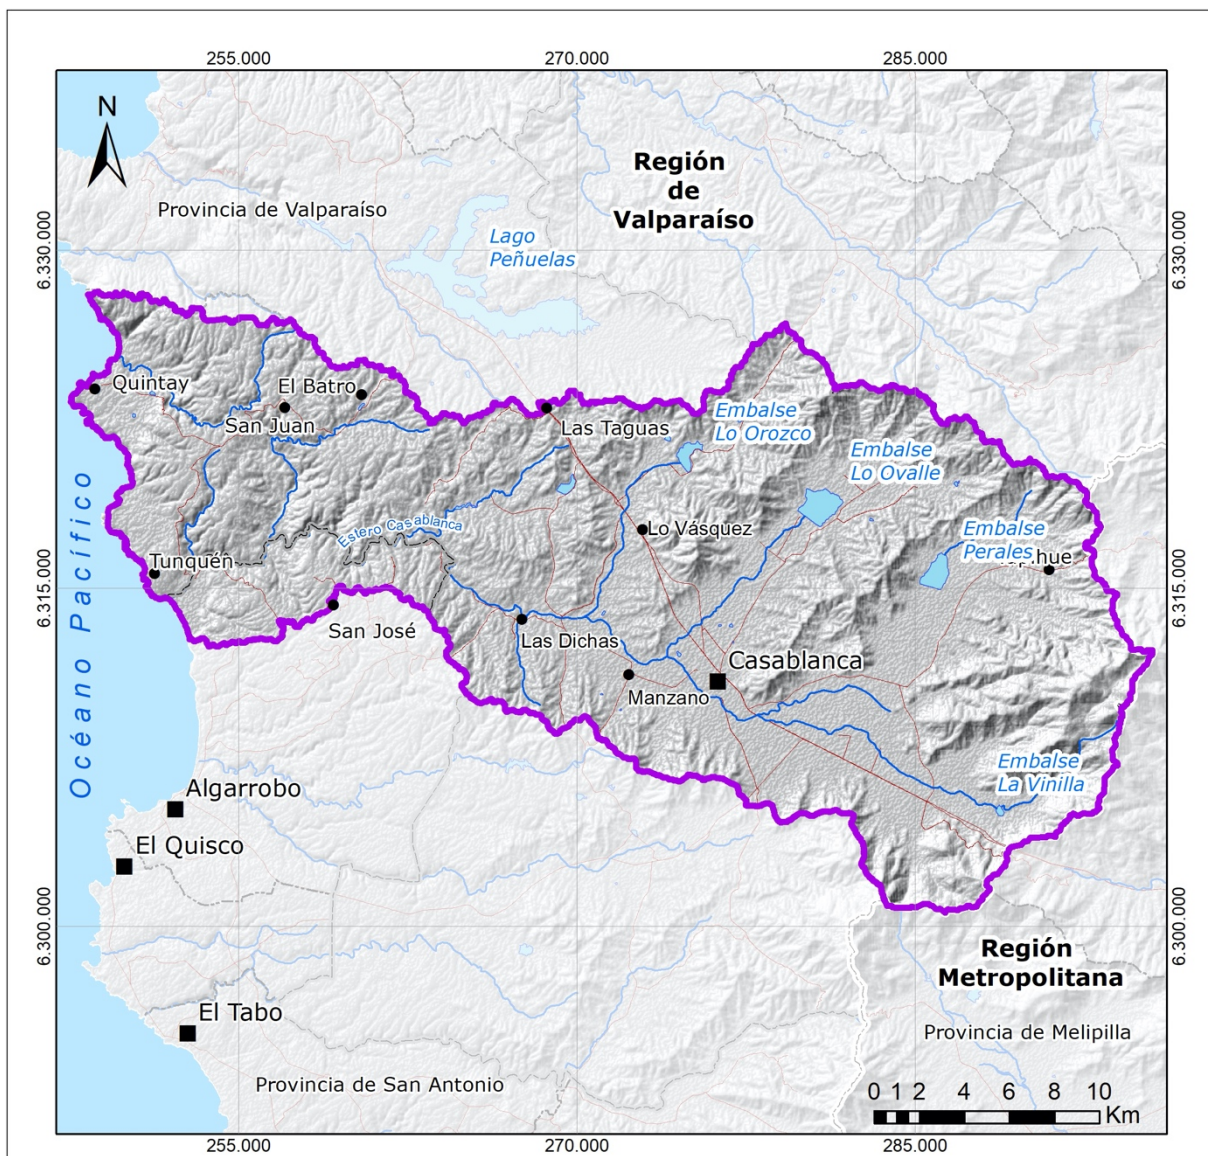 255.000
270.000
285.000
N
Región
de
Valparaíso
Provincia de Valparaíso
Lago
Peñuelas
6.330.000
6.330.000
Quintay
El Batro
San Juan
Las Taguas
Embalse
Lo Orozco
Embalse
Lo Ovalle
Océano Pacífico
Estero Casablanca
Lo Vásquez
Embalse
Perales
Tunquén
6.315.000
6.315.000
San José
Las Dichas
Casablanca
Manzano
Embalse
La Vinilla
Algarrobo
El Quisco
6.300.000
6.300.000
Región
Metropolitana
El Tabo
Provincia de Melipilla
Provincia de San Antonio
0 1 2 4 6 8 10
Km
255.000
270.000
285.000